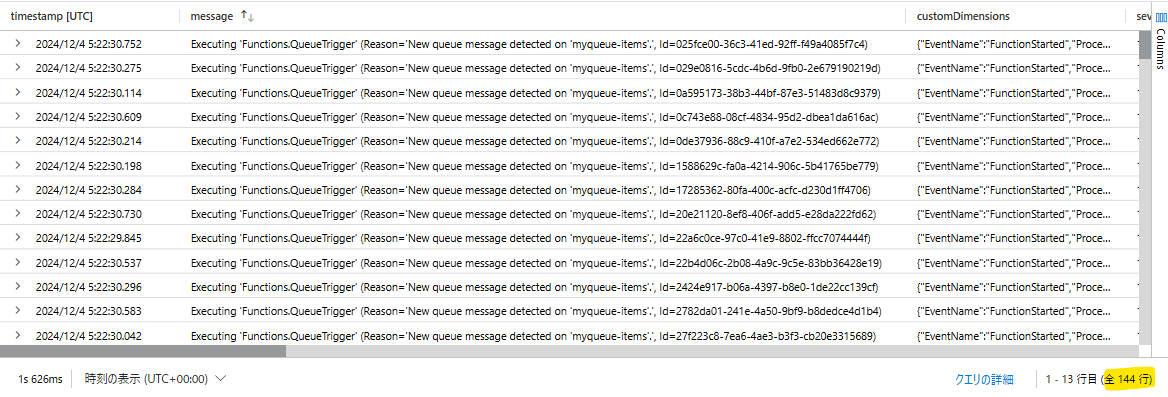 timestamp [UTC] message ↑↓ customDimensions sev
2024/12/4 5:22:30.752 Executing 'Functions.QueueTrigger' (Reason='New queue message detected on 'myqueue-items'.', Id=025fce00-36c3-41ed-92ff-f49a4085f7c4) {"EventName":"FunctionStarted","Proce...
2024/12/4 5:22:30.275 Executing 'Functions.QueueTrigger' (Reason='New queue message detected on 'myqueue-items'.', Id=029e0816-5cdc-4b6d-9fb0-2e679190219d) {"EventName":"FunctionStarted","Proce...
2024/12/4 5:22:30.114 Executing 'Functions.QueueTrigger' (Reason='New queue message detected on 'myqueue-items'.', Id=0a595173-38b3-44bf-87e3-51483d8c9379) {"EventName":"FunctionStarted","Proce...
2024/12/4 5:22:30.609 Executing 'Functions.QueueTrigger' (Reason='New queue message detected on 'myqueue-items'.', Id=0c743e88-08cf-4834-95d2-dbea1da616ac) {"EventName":"FunctionStarted","Proce...
2024/12/4 5:22:30.214 Executing 'Functions.QueueTrigger' (Reason='New queue message detected on 'myqueue-items'.', Id=0de37936-88c9-410f-a7e2-534ed662e772) {"EventName":"FunctionStarted","Proce...
2024/12/4 5:22:30.198 Executing 'Functions.QueueTrigger' (Reason='New queue message detected on 'myqueue-items'.', Id=1588629c-fa0a-4214-906c-5b41765be779) {"EventName":"FunctionStarted","Proce...
2024/12/4 5:22:30.284 Executing 'Functions.QueueTrigger' (Reason='New queue message detected on 'myqueue-items'.', Id=17285362-80fa-400c-acfc-d230d1ff4706) {"EventName":"FunctionStarted","Proce...
2024/12/4 5:22:30.730 Executing 'Functions.QueueTrigger' (Reason='New queue message detected on 'myqueue-items'.', Id=20e21120-8ef8-406f-add5-e28da222fd62) {"EventName":"FunctionStarted","Proce...
2024/12/4 5:22:29.845 Executing 'Functions.QueueTrigger' (Reason='New queue message detected on 'myqueue-items'.', Id=22a6c0ce-97c0-41e9-8802-ffcc7074444f) {"EventName":"FunctionStarted","Proce...
2024/12/4 5:22:30.537 Executing 'Functions.QueueTrigger' (Reason='New queue message detected on 'myqueue-items'.', Id=22b4d06c-2b08-4a9c-9c5e-83bb36428e19) {"EventName":"FunctionStarted","Proce...
2024/12/4 5:22:30.296 Executing 'Functions.QueueTrigger' (Reason='New queue message detected on 'myqueue-items'.', Id=2424e917-b06a-4397-b8e0-1de22cc139cf) {"EventName":"FunctionStarted","Proce...
2024/12/4 5:22:30.583 Executing 'Functions.QueueTrigger' (Reason='New queue message detected on 'myqueue-items'.', Id=2782da01-241e-4a50-9bf9-b8dedce4d1b4) {"EventName":"FunctionStarted","Proce...
2024/12/4 5:22:30.042 Executing 'Functions.QueueTrigger' (Reason='New queue message detected on 'myqueue-items'.', Id=27f223c8-7ea6-4ae3-b3f3-cb20e3315689) {"EventName":"FunctionStarted","Proce...
Columns
1s 626ms 時刻の表示 (UTC+00:00) クエリの詳細 1 - 13 行目 (全 144 行)